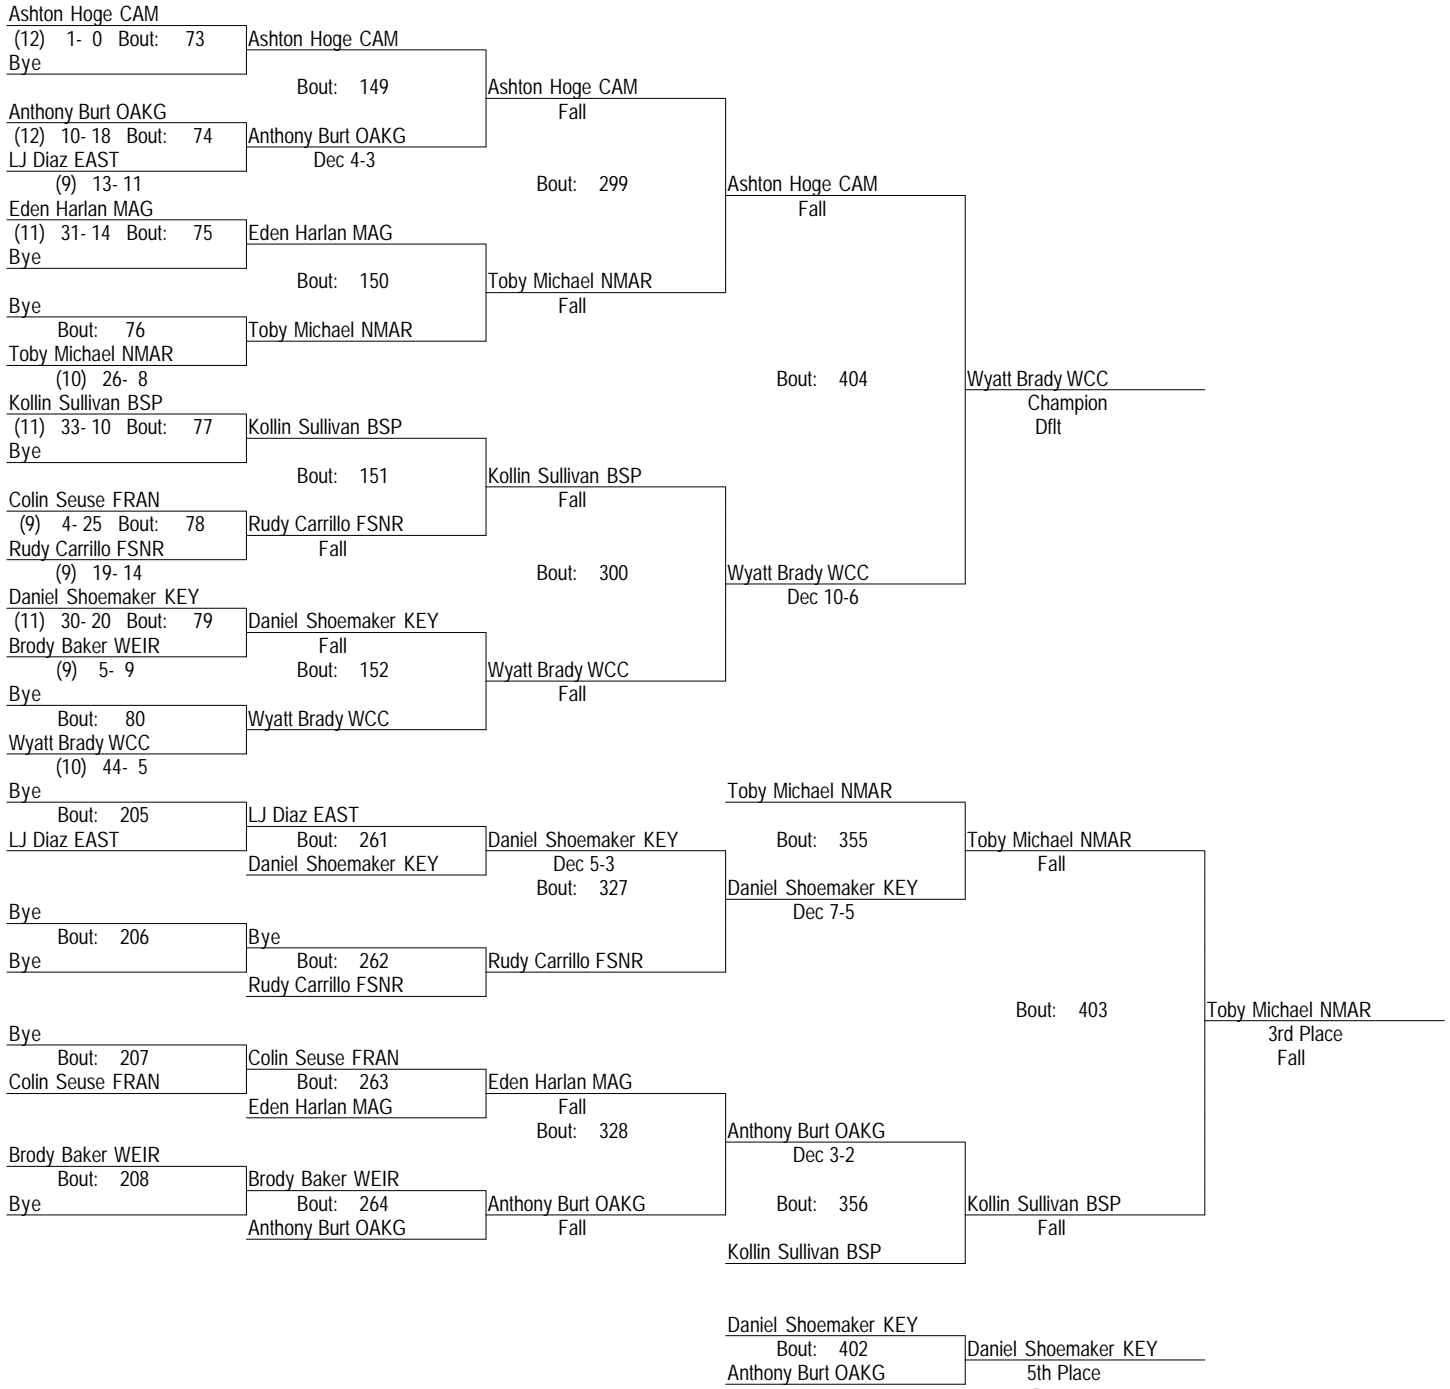 Ashton Hoge CAM
(12) 1- 0 Bout: 73
Bye
Ashton Hoge CAM
Bout: 149
Anthony Burt OAKG
(12) 10- 18 Bout: 74
LJ Diaz EAST
(9) 13- 11
Anthony Burt OAKG
Dec 4-3
Ashton Hoge CAM
Fall
Bout: 299
Eden Harlan MAG
(11) 31- 14 Bout: 75
Bye
Eden Harlan MAG
Bout: 150
Bye
Bout: 76
Toby Michael NMAR
(10) 26- 8
Toby Michael NMAR
Toby Michael NMAR
Fall
Ashton Hoge CAM
Fall
Bout: 404
Kollin Sullivan BSP
(11) 33- 10 Bout: 77
Bye
Kollin Sullivan BSP
Bout: 151
Colin Seuse FRAN
(9) 4- 25 Bout: 78
Rudy Carrillo FSNR
(9) 19- 14
Rudy Carrillo FSNR
Fall
Kollin Sullivan BSP
Fall
Bout: 300
Daniel Shoemaker KEY
(11) 30- 20 Bout: 79
Brody Baker WEIR
(9) 5- 9
Daniel Shoemaker KEY
Fall
Bout: 152
Bye
Bout: 80
Wyatt Brady WCC
(10) 44- 5
Wyatt Brady WCC
Wyatt Brady WCC
Fall
Wyatt Brady WCC
Dec 10-6
Wyatt Brady WCC
Champion
Dflt
Bye
Bout: 205
LJ Diaz EAST
LJ Diaz EAST
Bout: 261
Daniel Shoemaker KEY
Daniel Shoemaker KEY
Dec 5-3
Bout: 327
Bye
Bout: 206
Bye
Bye
Bout: 262
Rudy Carrillo FSNR
Rudy Carrillo FSNR
Toby Michael NMAR
Bout: 355
Daniel Shoemaker KEY
Dec 7-5
Toby Michael NMAR
Fall
Bout: 403
Bye
Bout: 207
Colin Seuse FRAN
Colin Seuse FRAN
Bout: 263
Eden Harlan MAG
Eden Harlan MAG
Fall
Bout: 328
Brody Baker WEIR
Bout: 208
Bye
Brody Baker WEIR
Bout: 264
Anthony Burt OAKG
Anthony Burt OAKG
Fall
Anthony Burt OAKG
Dec 3-2
Bout: 356
Kollin Sullivan BSP
Kollin Sullivan BSP
Fall
Toby Michael NMAR
3rd Place
Fall
Daniel Shoemaker KEY
Bout: 402
Anthony Burt OAKG
Daniel Shoemaker KEY
5th Place